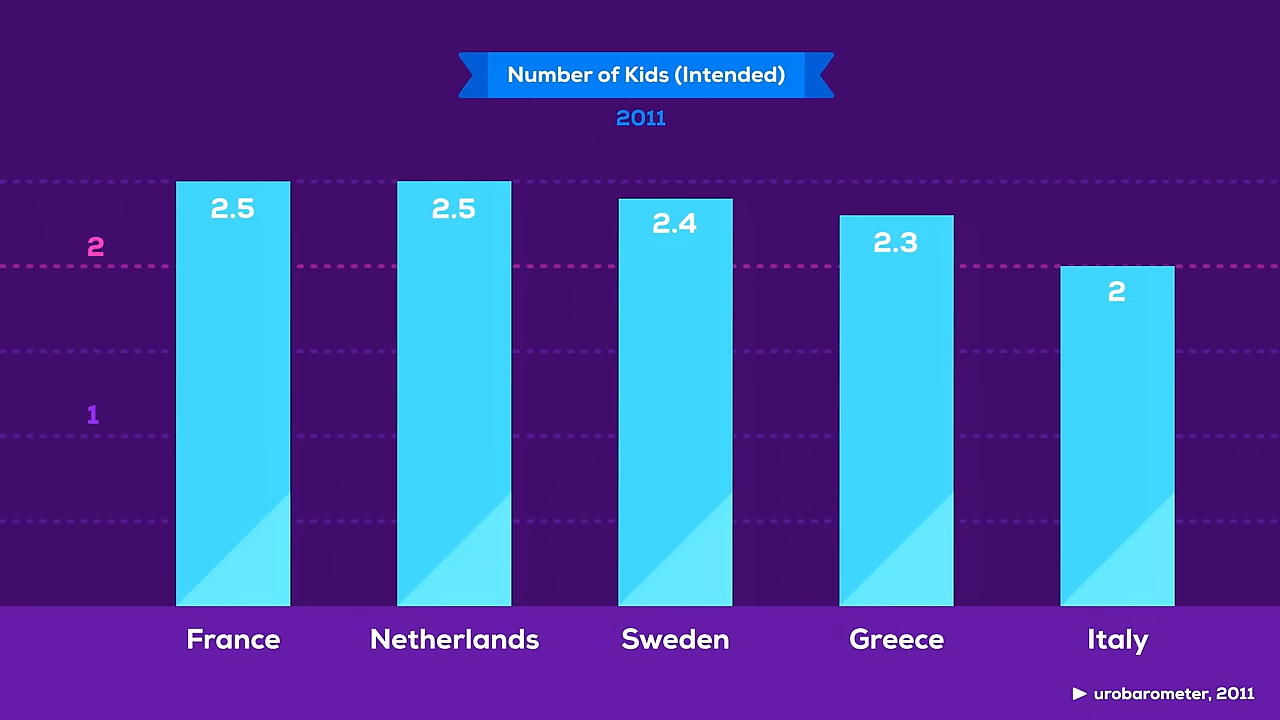 Number of Kids (Intended)
2011
2.5
2.5
2.4
2.3
2
2
1
France
Netherlands
Sweden
Greece
Italy
urobarometer, 2011